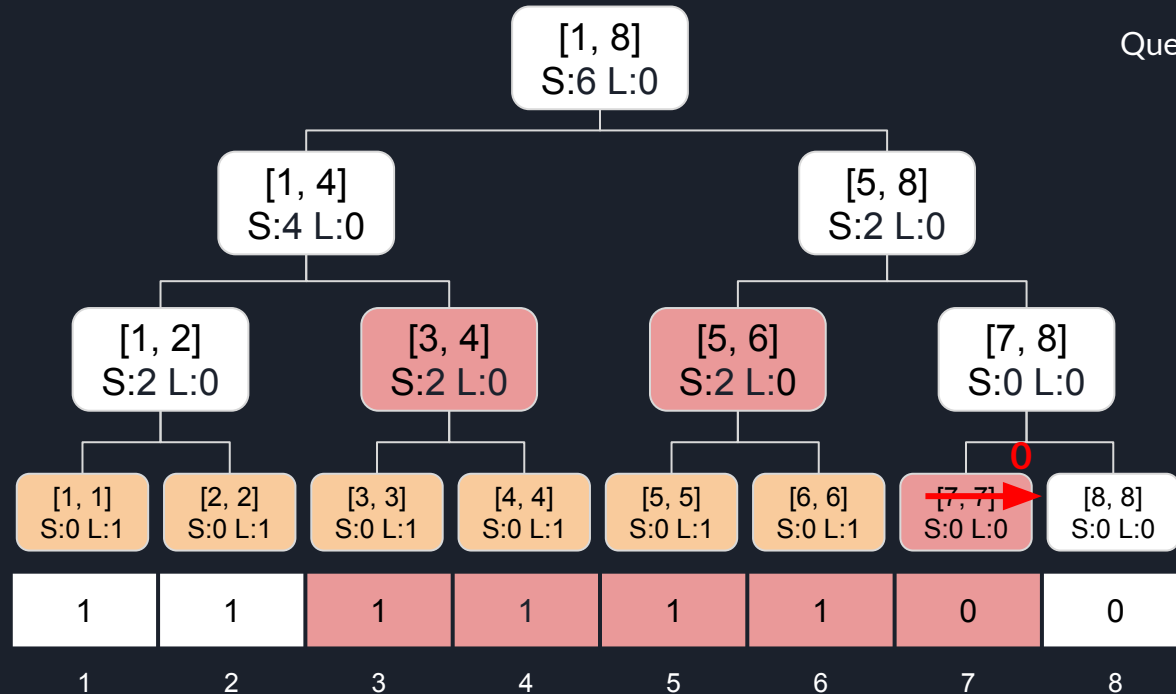 [1, 8]
S:6 L:0
Que
[1, 4]
S:4 L:0
[5, 8]
S:2 L:0
[1, 2]
S:2 L:0
[3, 4]
S:2 L:0
[5, 6]
S:2 L:0
[7, 8]
S:0 L:0
0
[1, 1]
S:0 L:1
[2, 2]
S:0 L:1
[3, 3]
S:0 L:1
[4, 4]
S:0 L:1
[5, 5]
S:0 L:1
[6, 6]
S:0 L:1
[7, 7]
S:0 L:0
[8, 8]
S:0 L:0
1 1 1 1 1 1 0 0
1 2 3 4 5 6 7 8